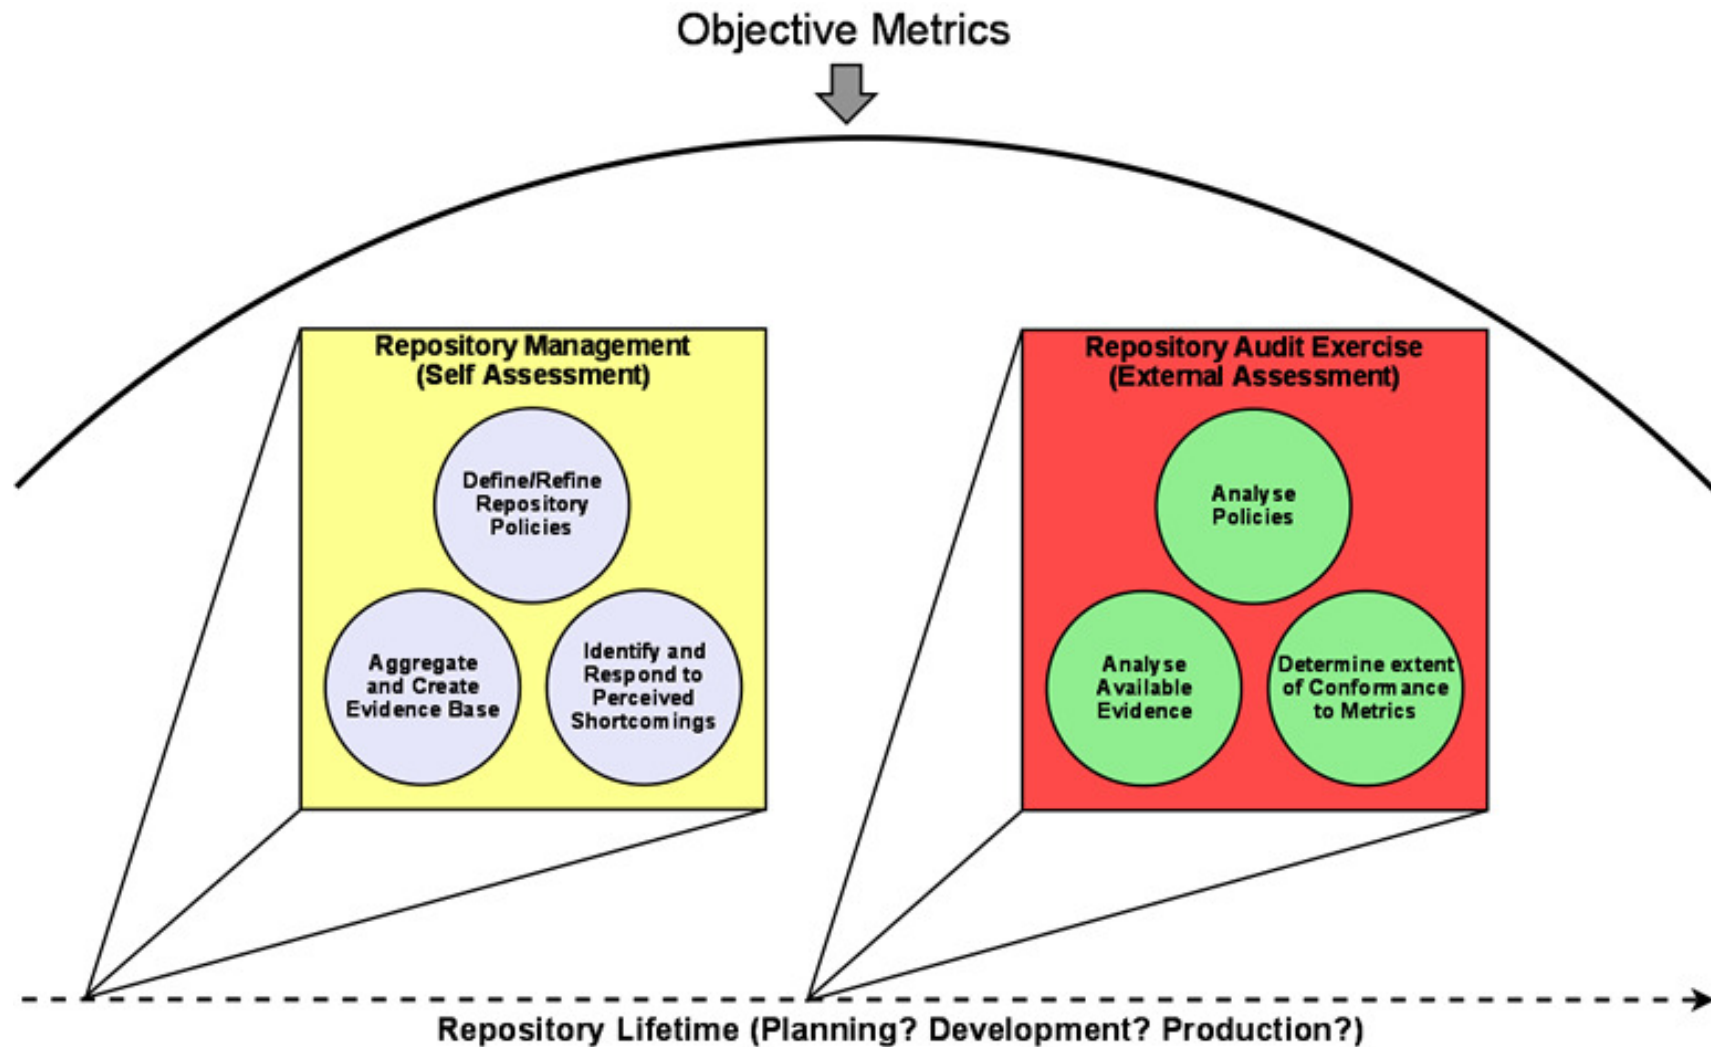 Objective Metrics
Repository Management
(Self Assessment)
Define/Refine
Repository
Policies
Aggregate
and Create
Evidence Base
Identify and
Respond to
Perceived
Shortcomings
Repository Audit Exercise
(External Assessment)
Analyse
Policies
Analyse
Available
Evidence
Determine extent
of Conformance
to Metrics
Repository Lifetime (Planning? Development? Production?)